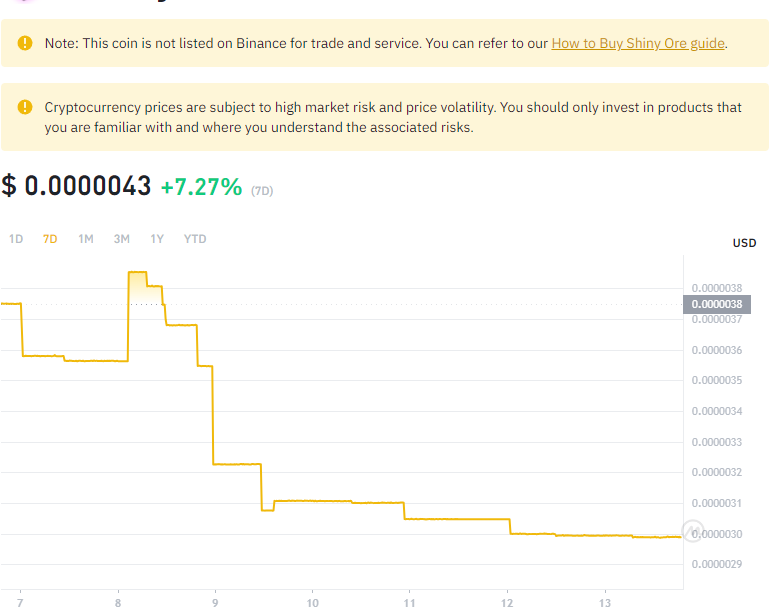 Note: This coin is not listed on Binance for trade and service. You can refer to our How to Buy Shiny Ore guide.
Cryptocurrency prices are subject to high market risk and price volatility. You should only invest in products that
you are familiar with and where you understand the associated risks.
$ 0.0000043 +7.27% (7D)
1D 7D 1M 3M 1Y YTD
USD
0.0000038
0.0000038
0.0000037
0.0000036
0.0000035
0.0000034
0.0000033
0.0000032
0.0000031
0.0000030
0.0000029
7 8 9 10 11 12 13